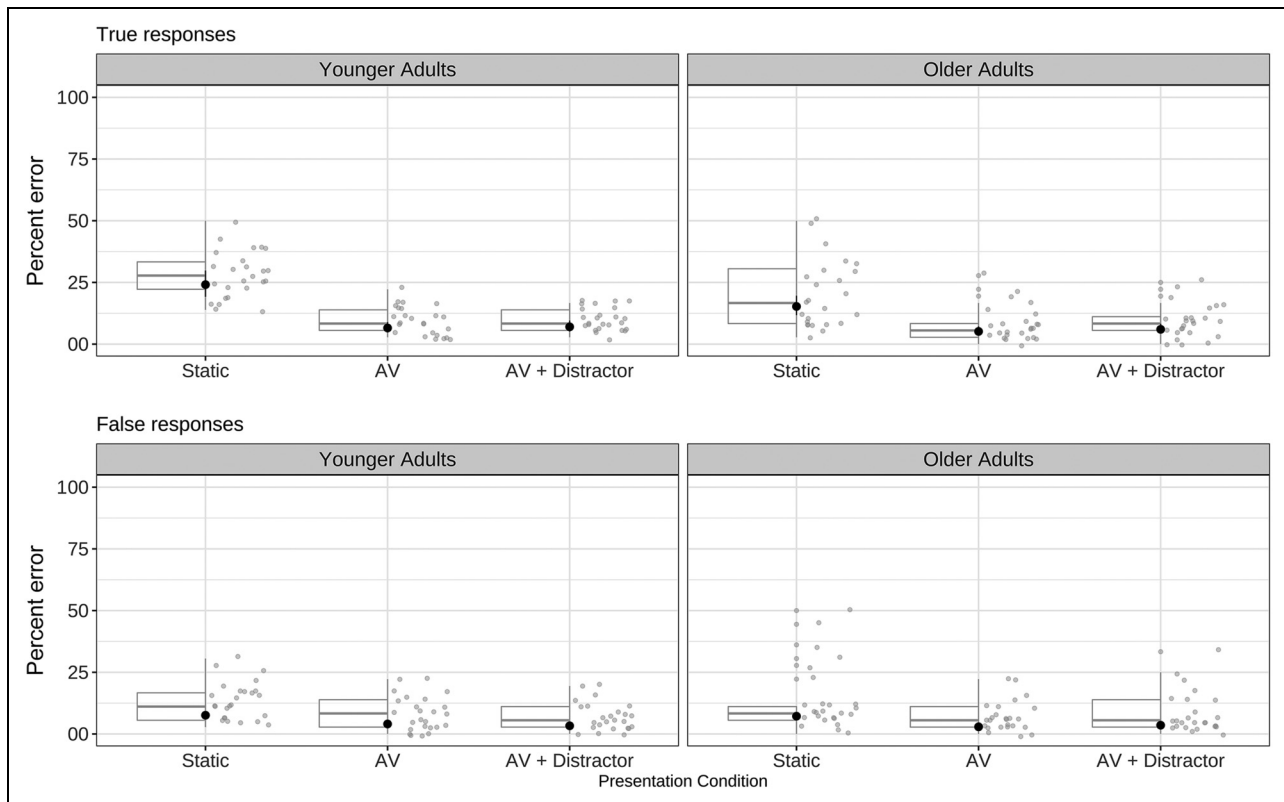 True responses
Younger Adults Older Adults
100
75
50
25
00
Percent error
Static AV AV + Distractor Static AV AV + Distractor
False responses
Younger Adults Older Adults
100
75
50
25
00
Percent error
Static AV AV + Distractor Static AV AV + Distractor
Presentation Condition